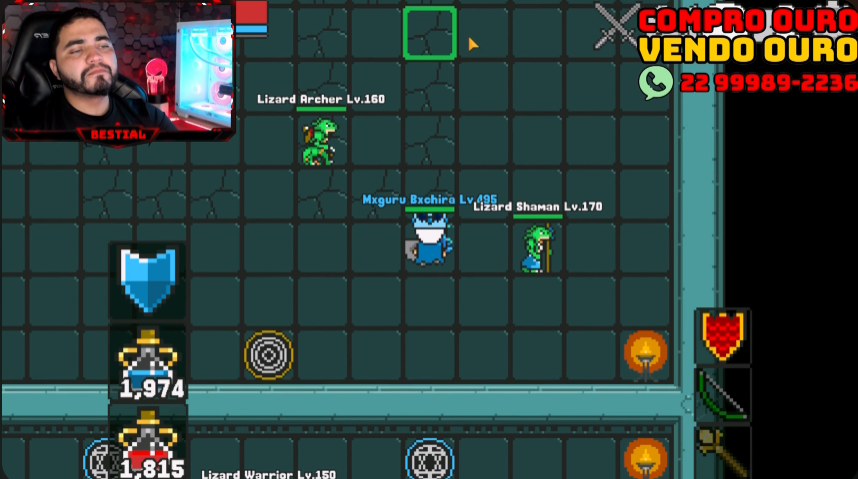 COMPRO OURO
VENDO OURO
22 99989-2236
BESTIAL
Lizard Archer Lv.160
Mxguru Bxchira Lv.495
Lizard Shaman Lv.170
1,974
1,815
Lizard Warrior Lv.150